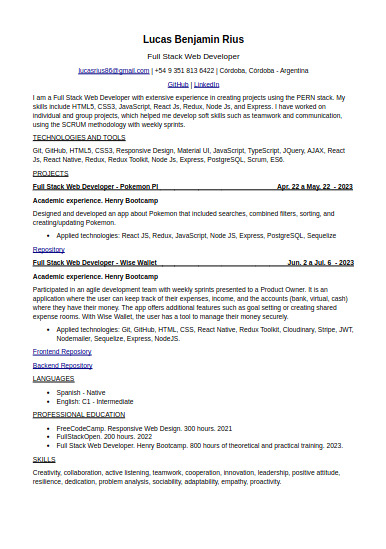 Lucas Benjamin Rius
Full Stack Web Developer
lucasrius86@gmail.com | +54 9 351 813 6422 | Córdoba, Córdoba - Argentina
GitHub | LinkedIn
I am a Full Stack Web Developer with extensive experience in creating projects using the PERN stack. My
skills include HTML5, CSS3, JavaScript, React Js, Redux, Node Js, and Express. I have worked on
individual and group projects, which helped me develop soft skills such as teamwork and communication,
using the SCRUM methodology with weekly sprints.
TECHNOLOGIES AND TOOLS
Git, GitHub, HTML5, CSS3, Responsive Design, Material UI, JavaScript, TypeScript, JQuery, AJAX, React
Js, React Native, Redux, Redux Toolkit, Node Js, Express, PostgreSQL, Scrum, ES6.
PROJECTS
Full Stack Web Developer - Pokemon PI Apr. 22 a May. 22 - 2023
Academic experience. Henry Bootcamp
Designed and developed an app about Pokemon that included searches, combined filters, sorting, and
creating/updating Pokemon.
• Applied technologies: React JS, Redux, JavaScript, Node JS, Express, PostgreSQL, Sequelize
Repository
Full Stack Web Developer - Wise Wallet Jun. 2 a Jul. 6 - 2023
Academic experience. Henry Bootcamp
Participated in an agile development team with weekly sprints presented to a Product Owner. It is an
application where the user can keep track of their expenses, income, and the accounts (bank, virtual, cash)
where they have their money. The app offers additional features such as goal setting or creating shared
expense rooms. With Wise Wallet, the user has a tool to manage their money securely.
• Applied technologies: Git, GitHub, HTML, CSS, React Native, Redux Toolkit, Cloudinary, Stripe, JWT,
Nodemailer, Sequelize, Express, NodeJS.
Frontend Reposiory
Backend Repository
LANGUAGES
• Spanish - Native
• English: C1 - Intermediate
PROFESSIONAL EDUCATION
• FreeCodeCamp. Responsive Web Design. 300 hours. 2021
• FullStackOpen. 200 hours. 2022
• Full Stack Web Developer. Henry Bootcamp. 800 hours of theoretical and practical training. 2023.
SKILLS
Creativity, collaboration, active listening, teamwork, cooperation, innovation, leadership, positive attitude,
resilience, dedication, problem analysis, sociability, adaptability, empathy, proactivity.